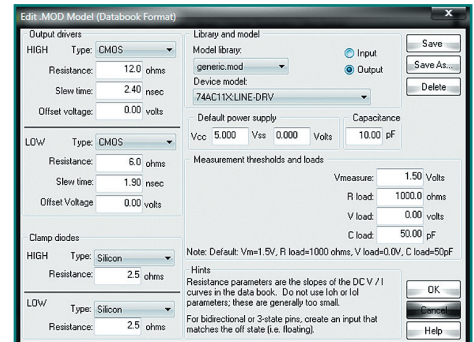 Edit .MOD Model (Databook Format)
X
Output drivers
HIGH Type: CMOS
Resistance: 12.0 ohms
Slew time: 2.40 nsec
Offset voltage: 0.00 volts
LOW Type: CMOS
Resistance: 6.0 ohms
Slew time: 1.90 nsec
Offset Voltage 0.00 volts
Clamp diodes
HIGH Type: Silicon
Resistance: 2.5 ohms
LOW Type: Silicon
Resistance: 2.5 ohms
Library and model
Model library:
generic.mod
Input
Output
Device model:
74AC11X:LINE-DRV
Default power supply
Vcc 5.000 Vss 0.000 Volts
Capacitance
10.00 pF
Measurement thresholds and loads
Vmeasure: 1.50 Volts
R load: 1000.0 ohms
V load: 0.00 volts
C load: 50.00 pF
Note: Default: Vm=1.5V, R load=1000 ohms, V load=0.0V, C load=50pF
Hints
Resistance parameters are the slopes of the DC V / I
curves in the data book. Do not use Ioh or Iol
parameters; these are generally too small.
For bidirectional or 3-state pins, create an input that
matches the off state (i.e. floating).
Save
Save As...
Delete
OK
Cancel
Help